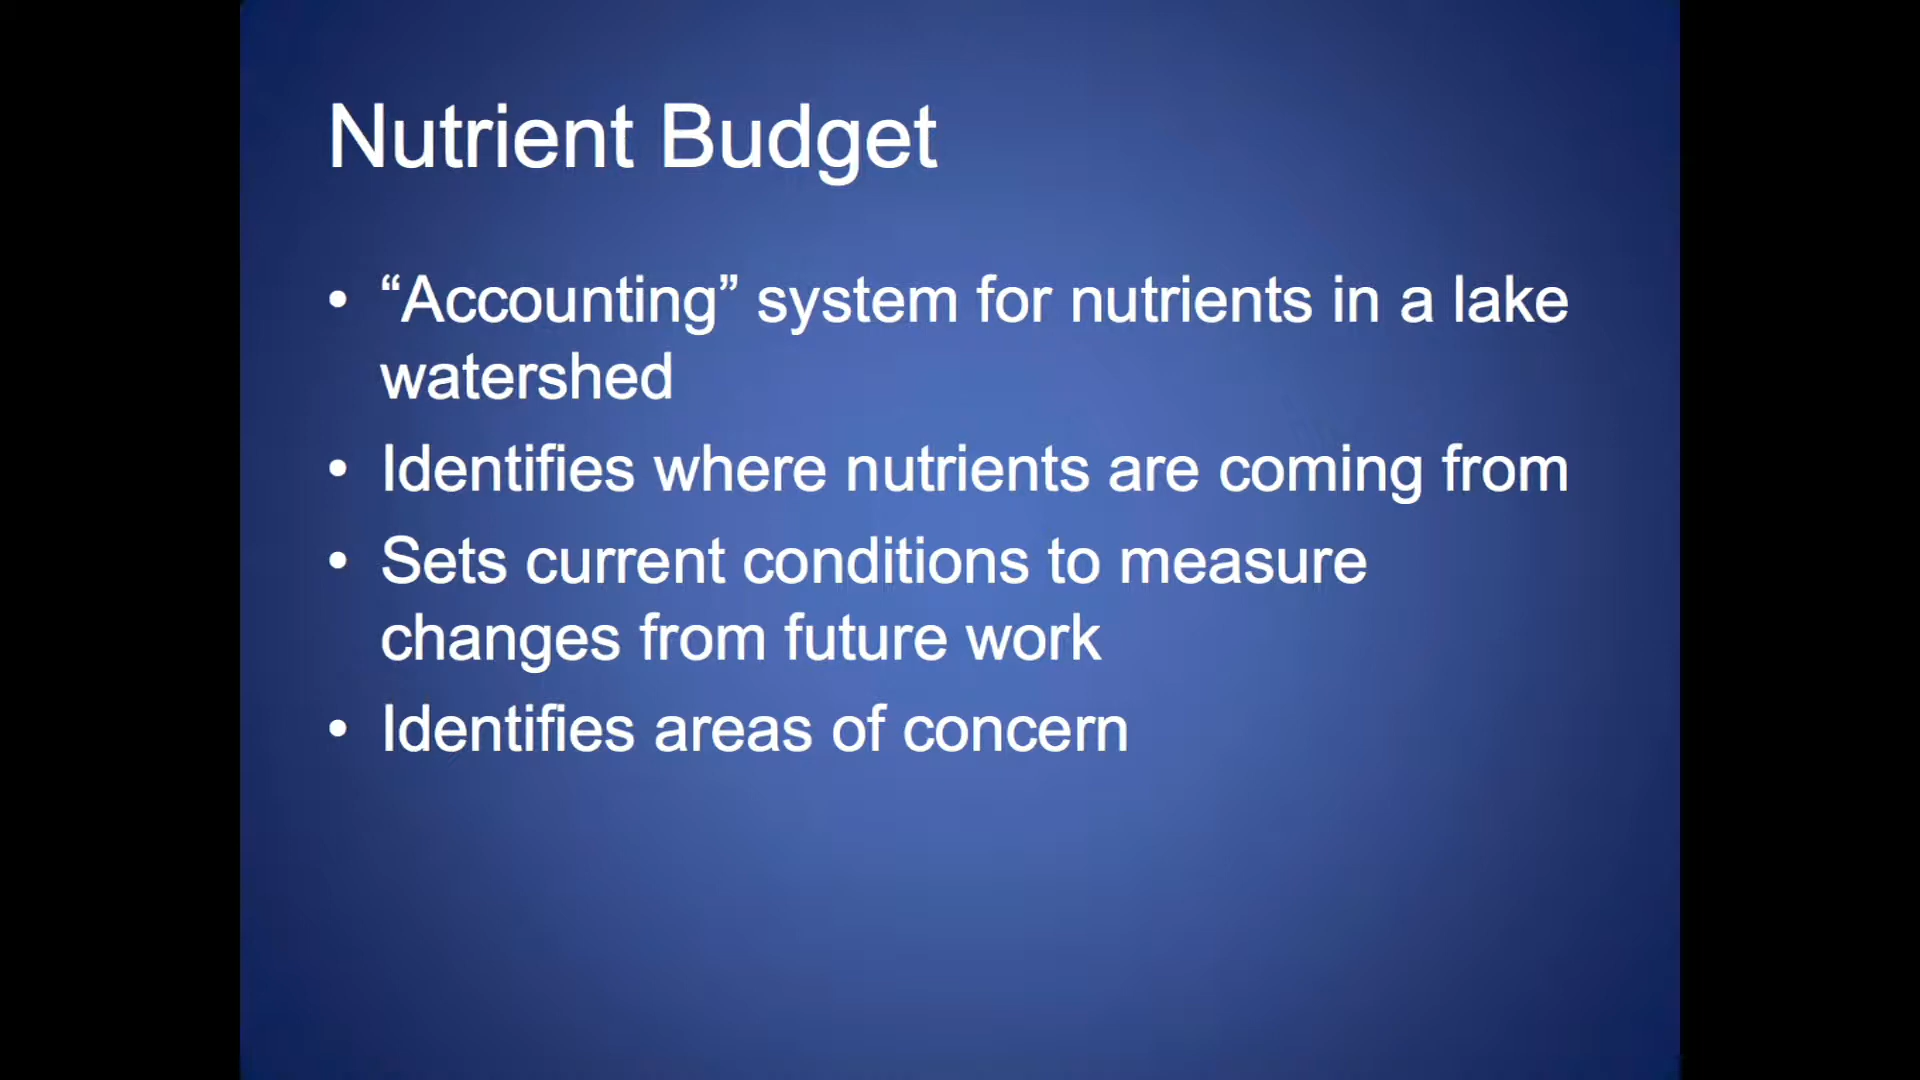 Nutrient Budget
• “Accounting” system for nutrients in a lake
watershed
• Identifies where nutrients are coming from
• Sets current conditions to measure
changes from future work
• Identifies areas of concern